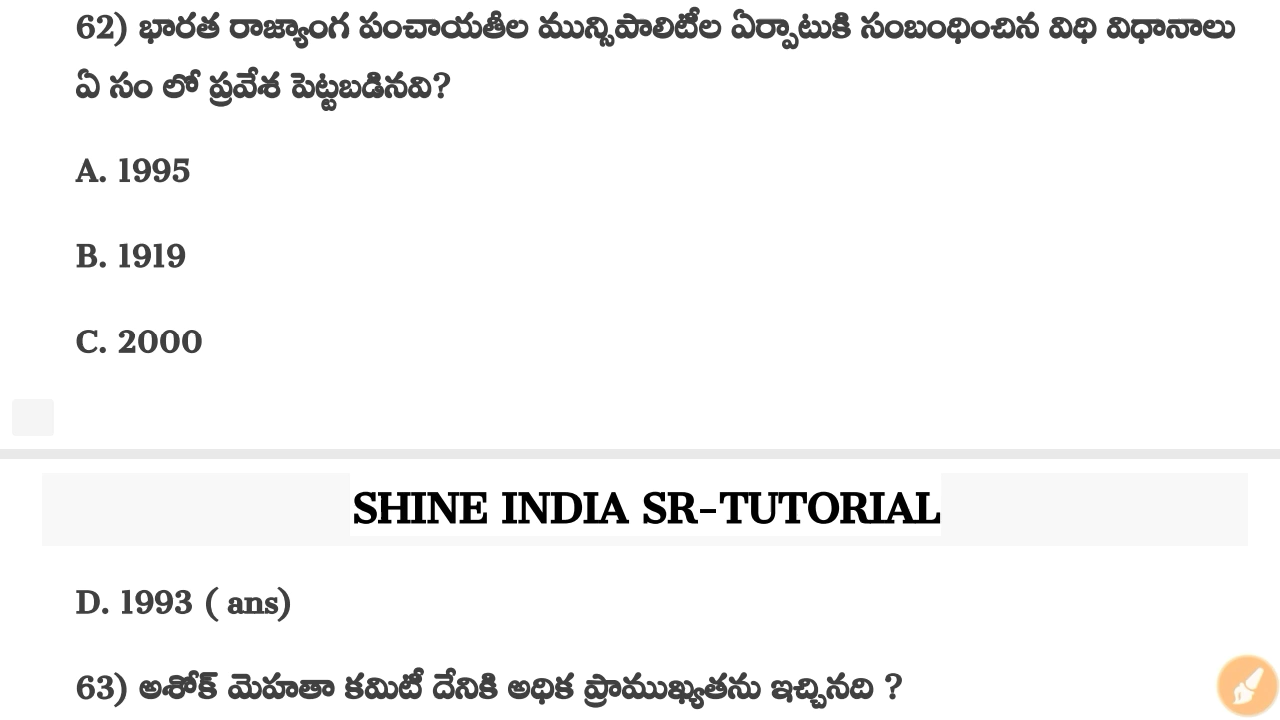 62) భారత రాజ్యాంగ పంచాయతీల మున్సిపాలిటీల ఏర్పాటుకి సంబంధించిన విధి విధానాలు
ఏ సం లో ప్రవేశ పెట్టబడినవి?
A. 1995
B. 1919
C. 2000
SHINE INDIA SR-TUTORIAL
D. 1993 ( ans)
63) అశోక్ మెహతా కమిటీ దేనికి అధిక ప్రాముఖ్యతను ఇచ్చినది ?